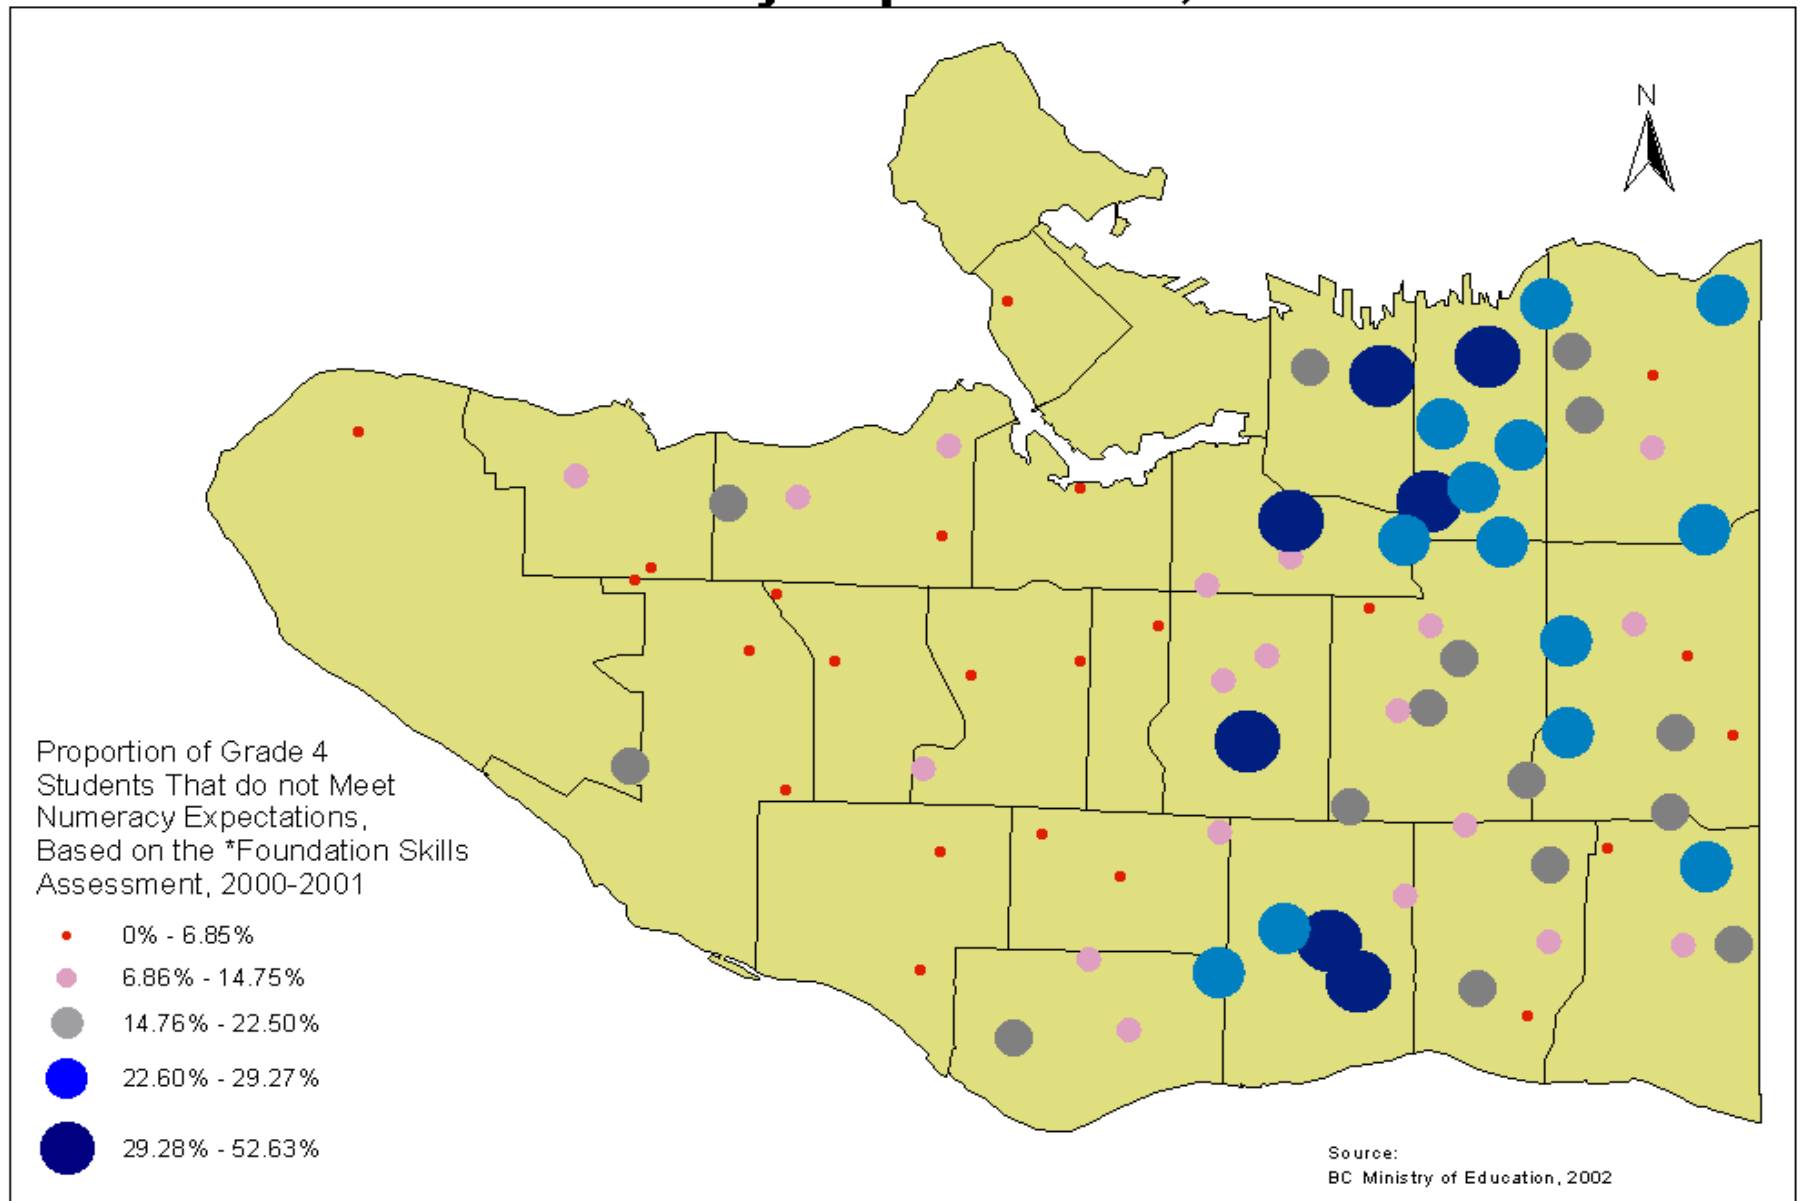 N
Proportion of Grade 4
Students That do not Meet
Numeracy Expectations,
Based on the *Foundation Skills
Assessment, 2000-2001
0% - 6.85%
6.86% - 14.75%
14.76% - 22.50%
22.60% - 29.27%
29.28% - 52.63%
Source:
BC Ministry of Education, 2002